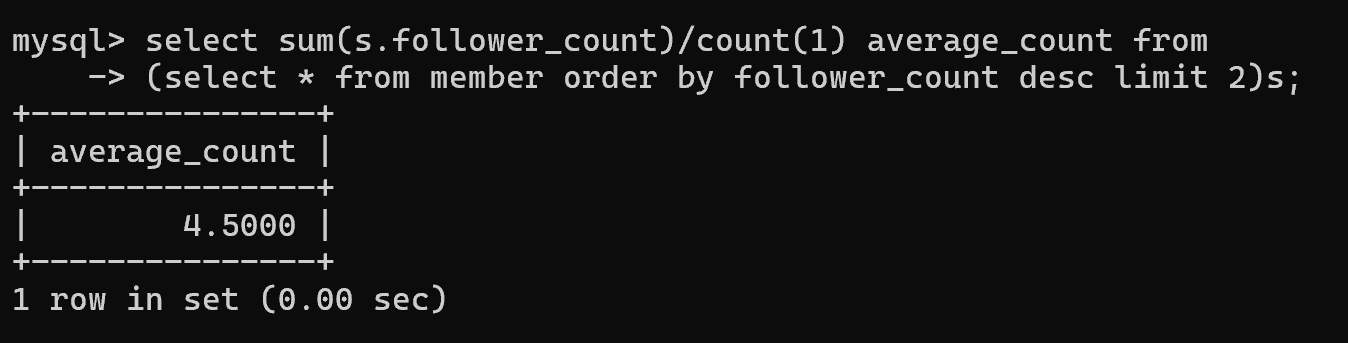 mysql> select sum(s.follower_count)/count(1) average_count from
    -> (select * from member order by follower_count desc limit 2)s;
+---------------+
| average_count |
+---------------+
|        4.5000 |
+---------------+
1 row in set (0.00 sec)